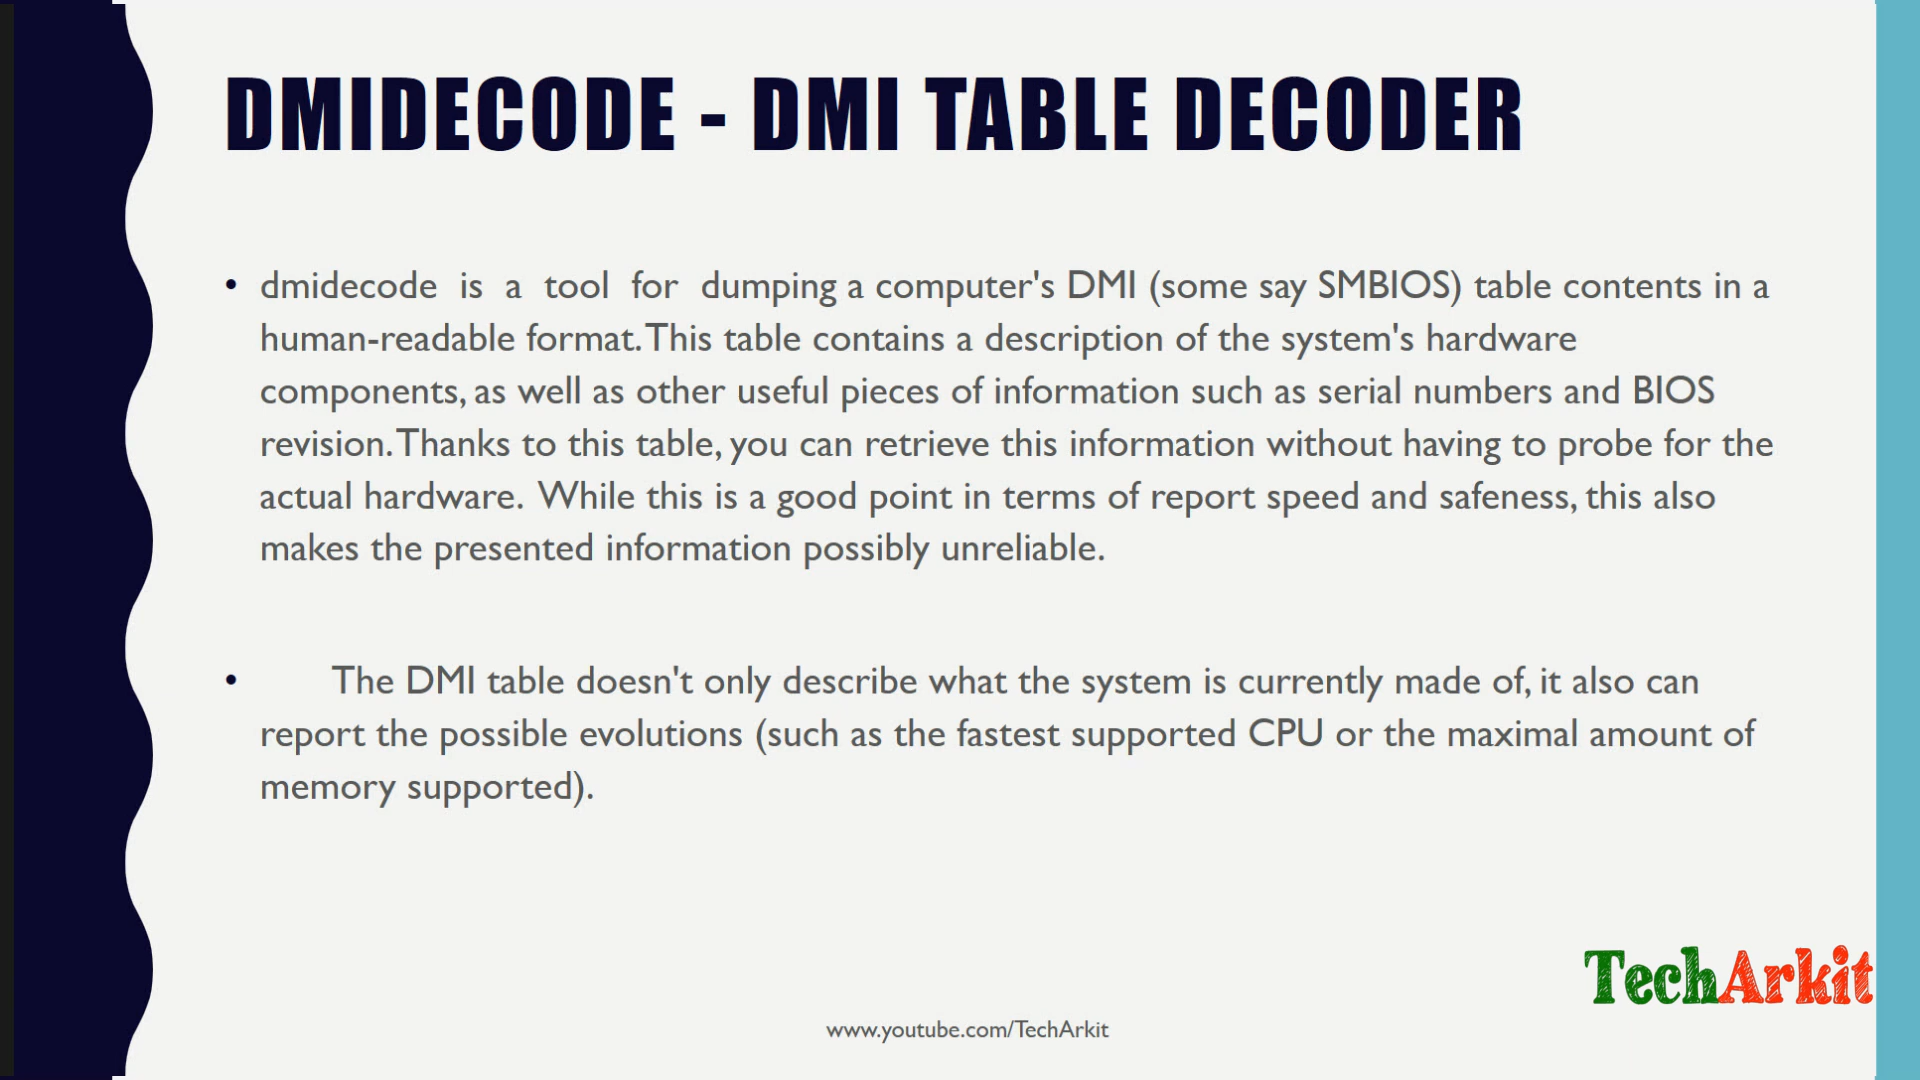 DMIDECODE - DMI TABLE DECODER
• dmidecode is a tool for dumping a computer's DMI (some say SMBIOS) table contents in a
human-readable format. This table contains a description of the system's hardware
components, as well as other useful pieces of information such as serial numbers and BIOS
revision. Thanks to this table, you can retrieve this information without having to probe for the
actual hardware. While this is a good point in terms of report speed and safeness, this also
makes the presented information possibly unreliable.
• The DMI table doesn't only describe what the system is currently made of, it also can
report the possible evolutions (such as the fastest supported CPU or the maximal amount of
memory supported).
TechArkit
www.youtube.com/TechArkit